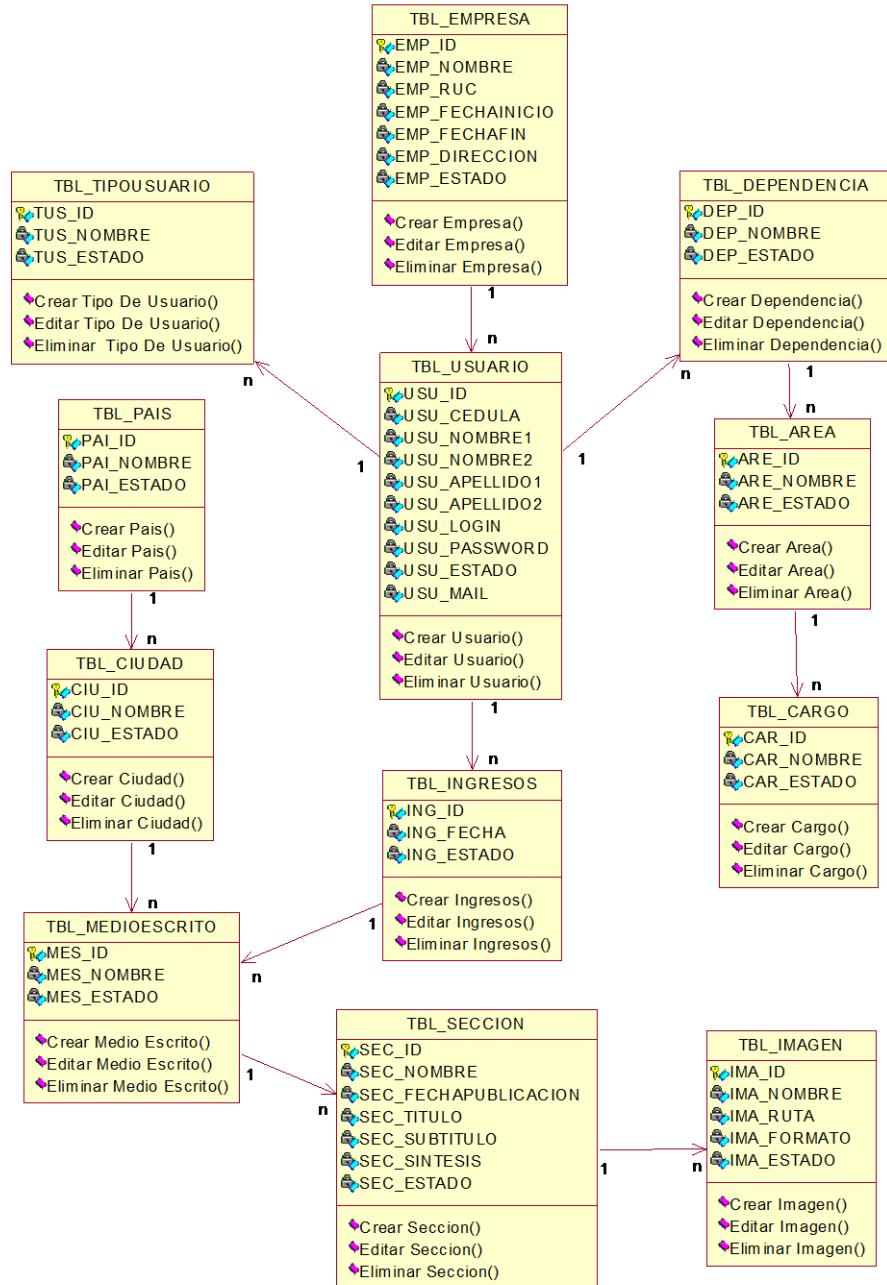 TBL_EMPRESA
EMP_ID
EMP_NOMBRE
EMP_RUC
EMP_FECHAINICIO
EMP_FECHAFIN
EMP_DIRECCION
EMP_ESTADO
Crear Empresa()
Editar Empresa()
Eliminar Empresa()
1
n
TBL_TIPOUSUARIO
TUS_ID
TUS_NOMBRE
TUS_ESTADO
Crear Tipo De Usuario()
Editar Tipo De Usuario()
Eliminar Tipo De Usuario()
n
1
TBL_DEPENDENCIA
DEP_ID
DEP_NOMBRE
DEP_ESTADO
Crear Dependencia()
Editar Dependencia()
Eliminar Dependencia()
n
1
1
n
TBL_USUARIO
USU_ID
USU_CEDULA
USU_NOMBRE1
USU_NOMBRE2
USU_APELLIDO1
USU_APELLIDO2
USU_LOGIN
USU_PASSWORD
USU_ESTADO
USU_MAIL
Crear Usuario()
Editar Usuario()
Eliminar Usuario()
1
n
TBL_PAIS
PAI_ID
PAI_NOMBRE
PAI_ESTADO
Crear Pais()
Editar Pais()
Eliminar Pais()
1
n
TBL_AREA
ARE_ID
ARE_NOMBRE
ARE_ESTADO
Crear Area()
Editar Area()
Eliminar Area()
1
n
TBL_CIUDAD
CIU_ID
CIU_NOMBRE
CIU_ESTADO
Crear Ciudad()
Editar Ciudad()
Eliminar Ciudad()
1
n
TBL_CARGO
CAR_ID
CAR_NOMBRE
CAR_ESTADO
Crear Cargo()
Editar Cargo()
Eliminar Cargo()
TBL_INGRESOS
ING_ID
ING_FECHA
ING_ESTADO
Crear Ingresos()
Editar Ingresos()
Eliminar Ingresos()
1
n
TBL_MEDIOESCRITO
MES_ID
MES_NOMBRE
MES_ESTADO
Crear Medio Escrito()
Editar Medio Escrito()
Eliminar Medio Escrito()
1
n
TBL_SECCION
SEC_ID
SEC_NOMBRE
SEC_FECHAPUBLICACION
SEC_TITULO
SEC_SUBTITULO
SEC_SINTESIS
SEC_ESTADO
Crear Seccion()
Editar Seccion()
Eliminar Seccion()
1
n
TBL_IMAGEN
IMA_ID
IMA_NOMBRE
IMA_RUTA
IMA_FORMATO
IMA_ESTADO
Crear Imagen()
Editar Imagen()
Eliminar Imagen()